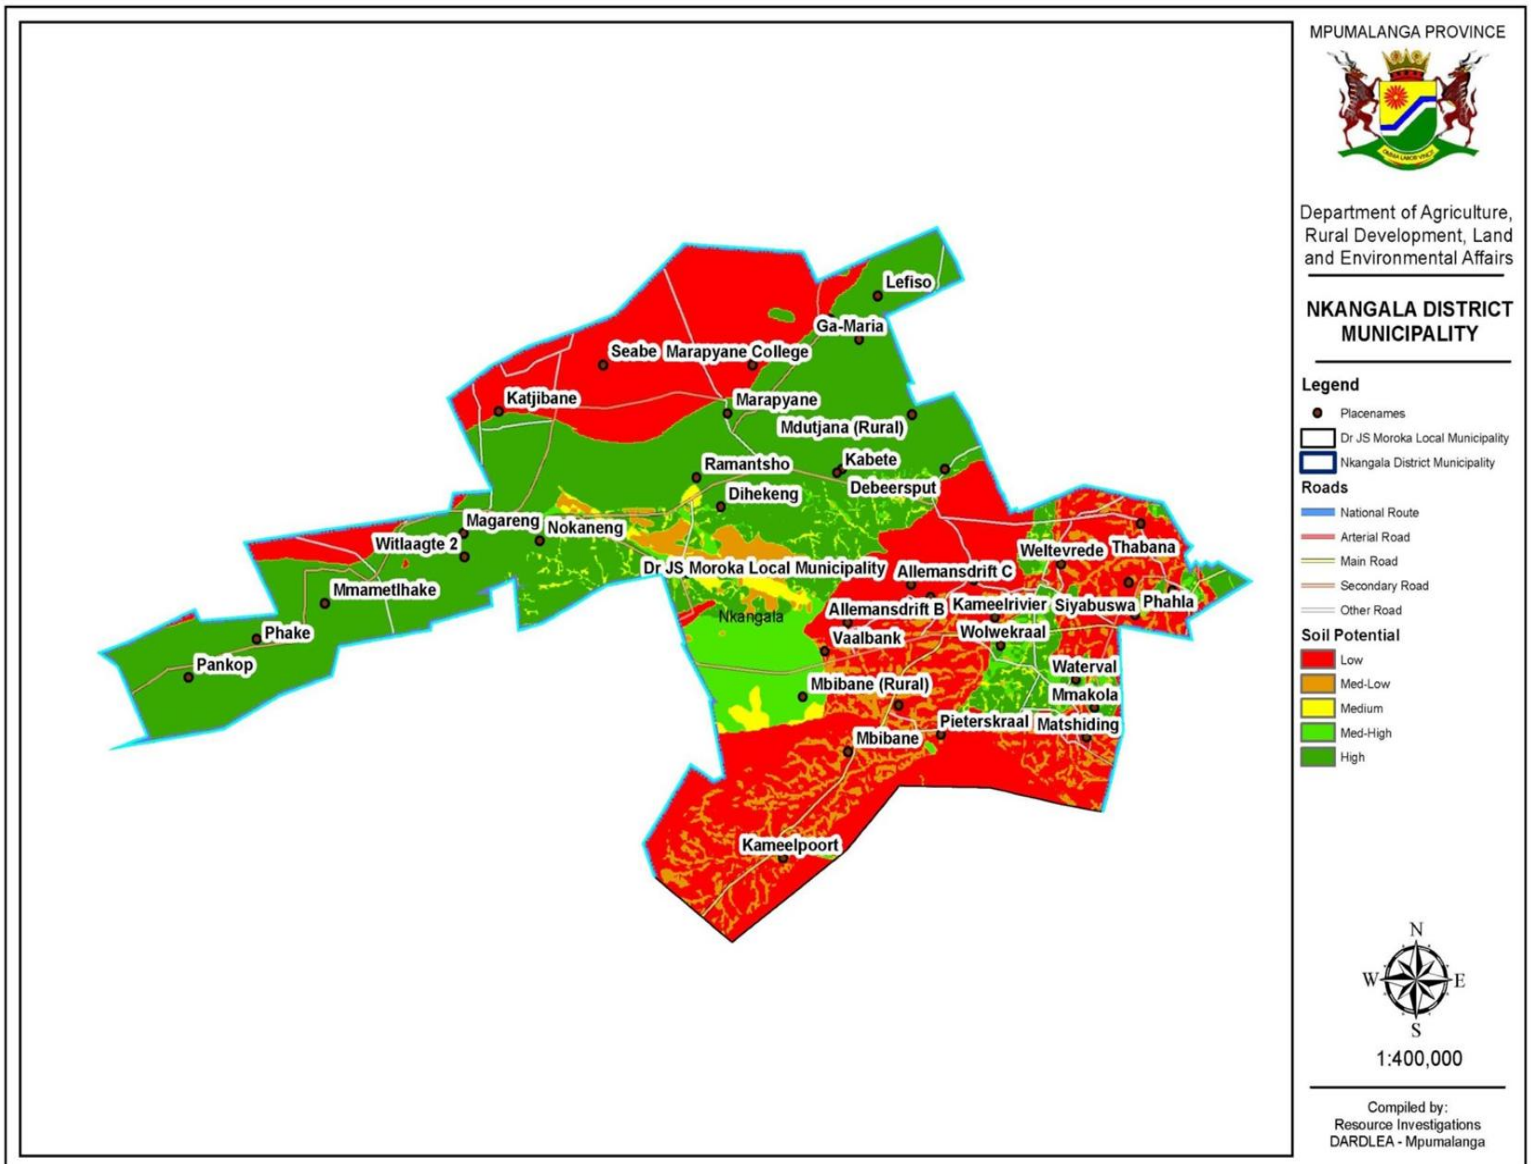 Lefiso
Ga-Maria
Seabe
Marapyane College
Katjibane
Marapyane
Mdutjana (Rural)
Ramantsho
Kabete
Dihekeng
Debeersput
Magareng
Nokaneng
Witlaagte 2
Weltevrede
Thabana
Dr JS Moroka Local Municipality
Allemansdrift C
Mmametlhake
Allemansdrift B
Kameelrivier
Siyabuswa
Phahla
Nkangala
Phake
Vaalbank
Wolwekraal
Pankop
Waterval
Mbibane (Rural)
Mmakola
Pieterskraal
Matshiding
Mbibane
Kameelpoort
MPUMALANGA PROVINCE
OMNIA LABOR VINCIT
Department of Agriculture,
Rural Development, Land
and Environmental Affairs
NKANGALA DISTRICT
MUNICIPALITY
Legend
Placenames
Dr JS Moroka Local Municipality
Nkangala District Municipality
Roads
National Route
Arterial Road
Main Road
Secondary Road
Other Road
Soil Potential
Low
Med-Low
Medium
Med-High
High
N
W
E
S
1:400,000
Compiled by:
Resource Investigations
DARDLEA - Mpumalanga